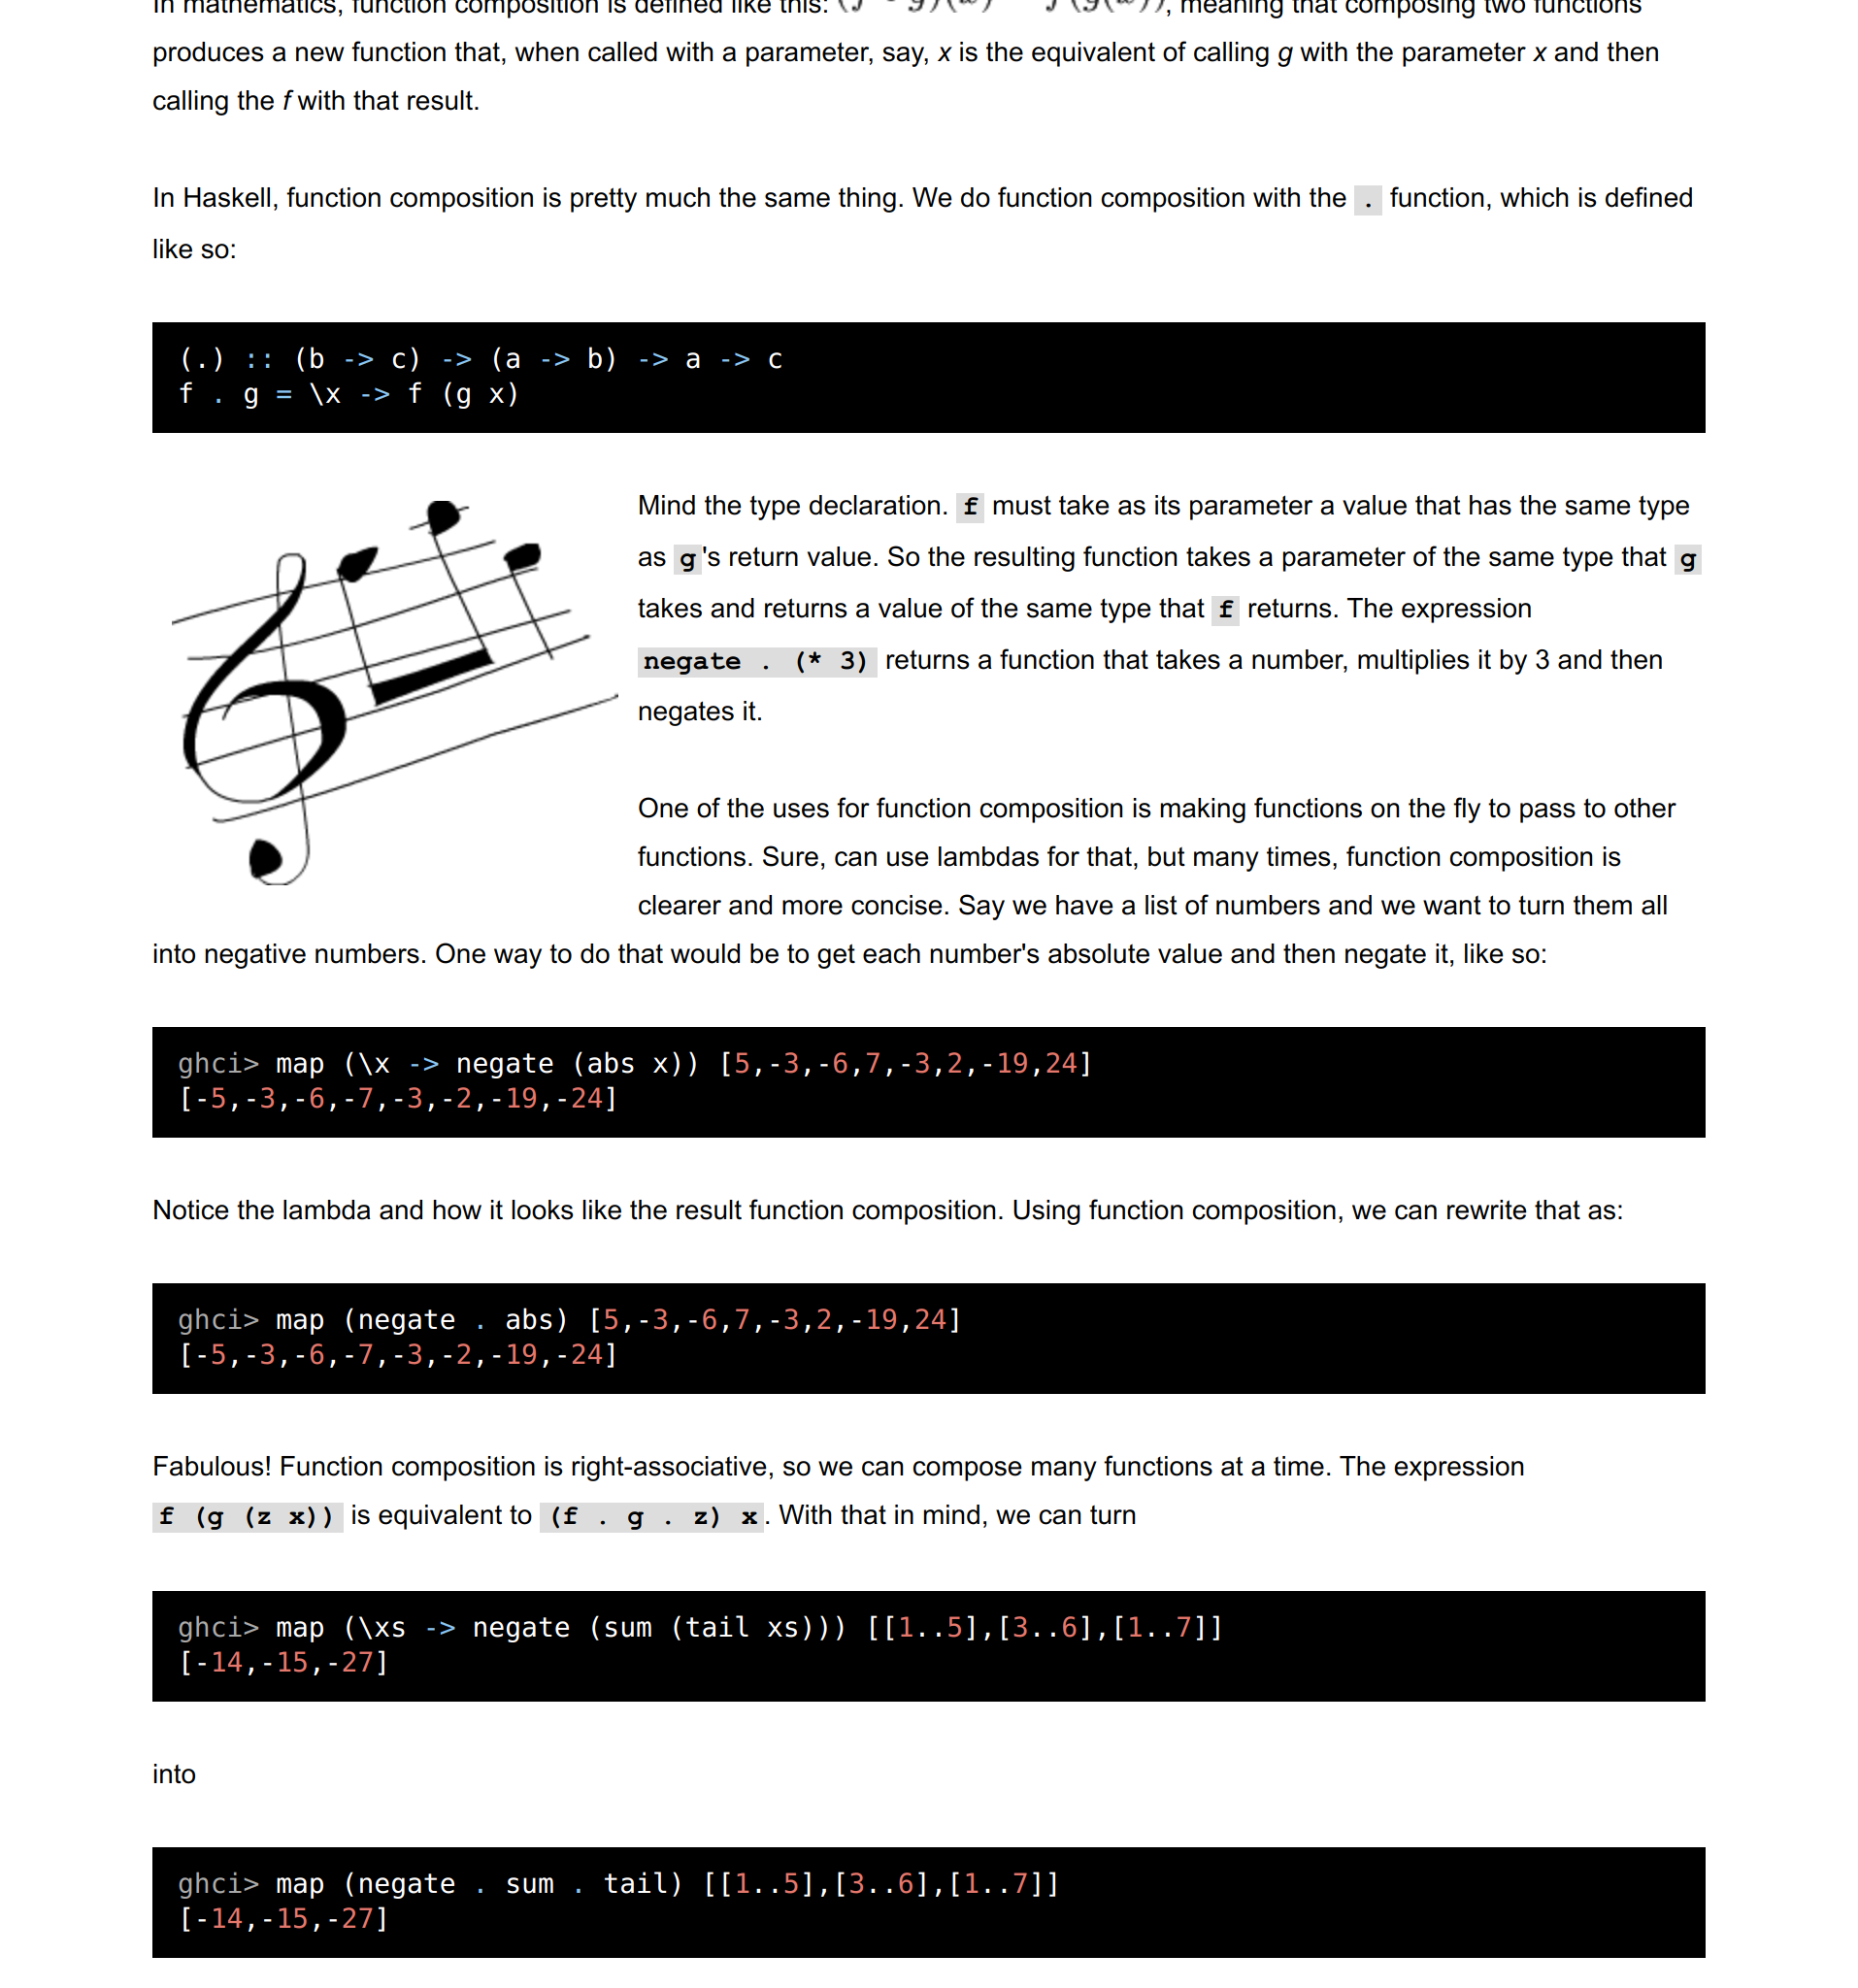 In mathematics, function composition is defined like this: , meaning that composing two functions
produces a new function that, when called with a parameter, say, x is the equivalent of calling g with the parameter x and then
calling the f with that result.
In Haskell, function composition is pretty much the same thing. We do function composition with the . function, which is defined
like so:
(.) :: (b -> c) -> (a -> b) -> a -> c
f . g = \x -> f (g x)
Mind the type declaration. f must take as its parameter a value that has the same type
as g's return value. So the resulting function takes a parameter of the same type that g
takes and returns a value of the same type that f returns. The expression
negate . (* 3) returns a function that takes a number, multiplies it by 3 and then
negates it.
One of the uses for function composition is making functions on the fly to pass to other
functions. Sure, can use lambdas for that, but many times, function composition is
clearer and more concise. Say we have a list of numbers and we want to turn them all
into negative numbers. One way to do that would be to get each number's absolute value and then negate it, like so:
ghci> map (\x -> negate (abs x)) [5,-3,-6,7,-3,2,-19,24]
[-5,-3,-6,-7,-3,-2,-19,-24]
Notice the lambda and how it looks like the result function composition. Using function composition, we can rewrite that as:
ghci> map (negate . abs) [5,-3,-6,7,-3,2,-19,24]
[-5,-3,-6,-7,-3,-2,-19,-24]
Fabulous! Function composition is right-associative, so we can compose many functions at a time. The expression
f (g (z x)) is equivalent to (f . g . z) x. With that in mind, we can turn
ghci> map (\xs -> negate (sum (tail xs))) [[1..5],[3..6],[1..7]]
[-14,-15,-27]
into
ghci> map (negate . sum . tail) [[1..5],[3..6],[1..7]]
[-14,-15,-27]